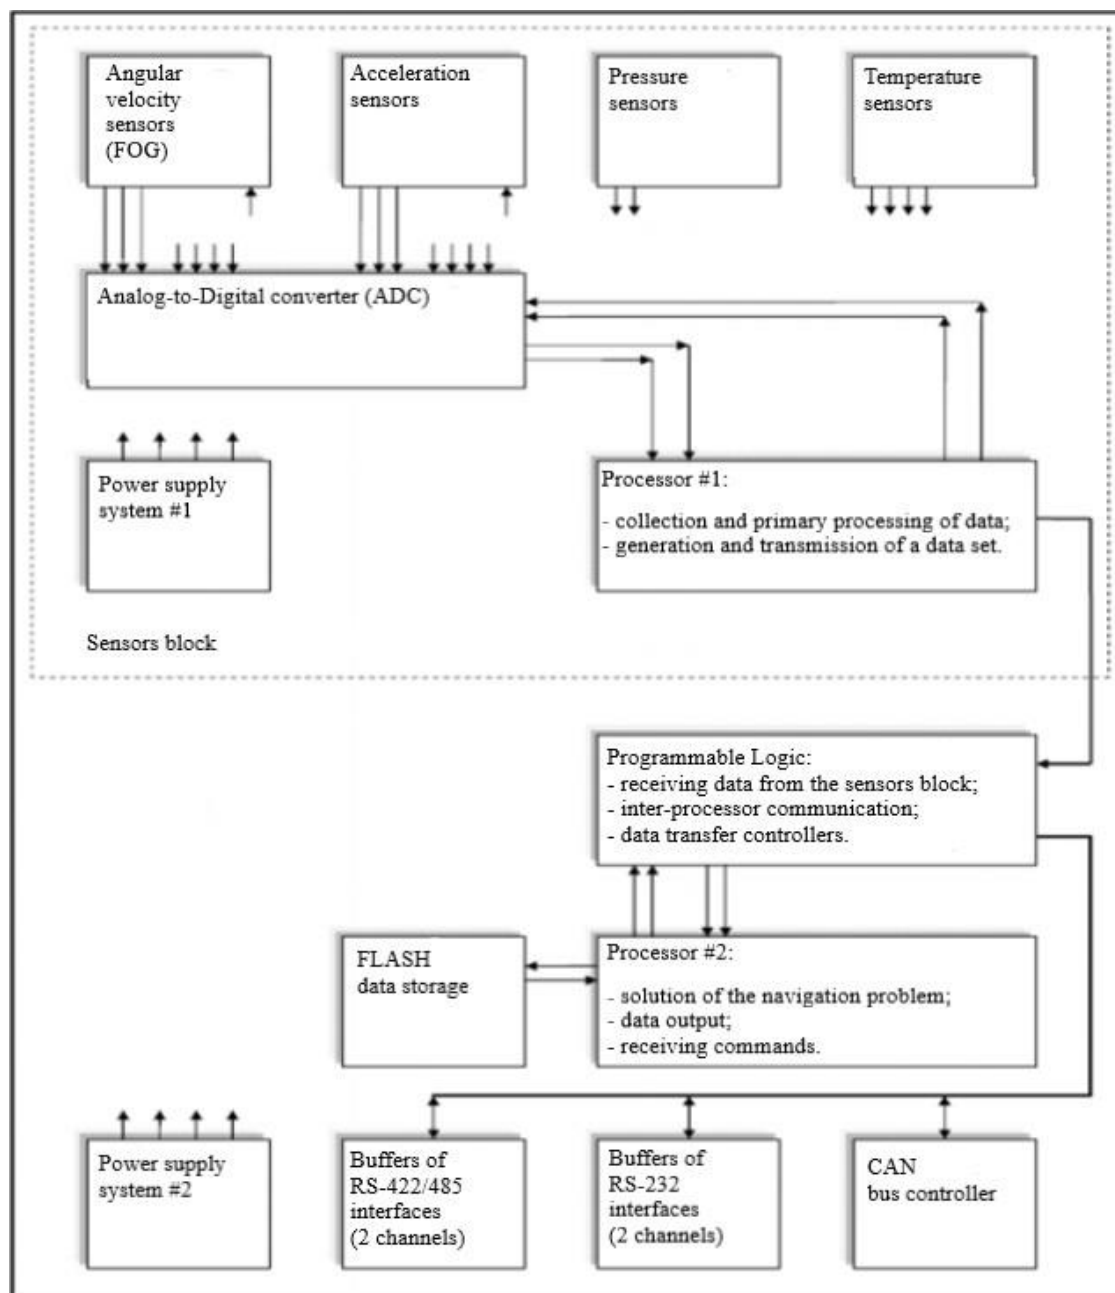 Angular
velocity
sensors
(FOG)
Acceleration
sensors
Pressure
sensors
Temperature
sensors
Analog-to-Digital converter (ADC)
Power supply
system #1
Processor #1:
- collection and primary processing of data;
- generation and transmission of a data set.
Sensors block
Programmable Logic:
- receiving data from the sensors block;
- inter-processor communication;
- data transfer controllers.
FLASH
data storage
Processor #2:
- solution of the navigation problem;
- data output;
- receiving commands.
Power supply
system #2
Buffers of
RS-422/485
interfaces
(2 channels)
Buffers of
RS-232
interfaces
(2 channels)
CAN
bus controller